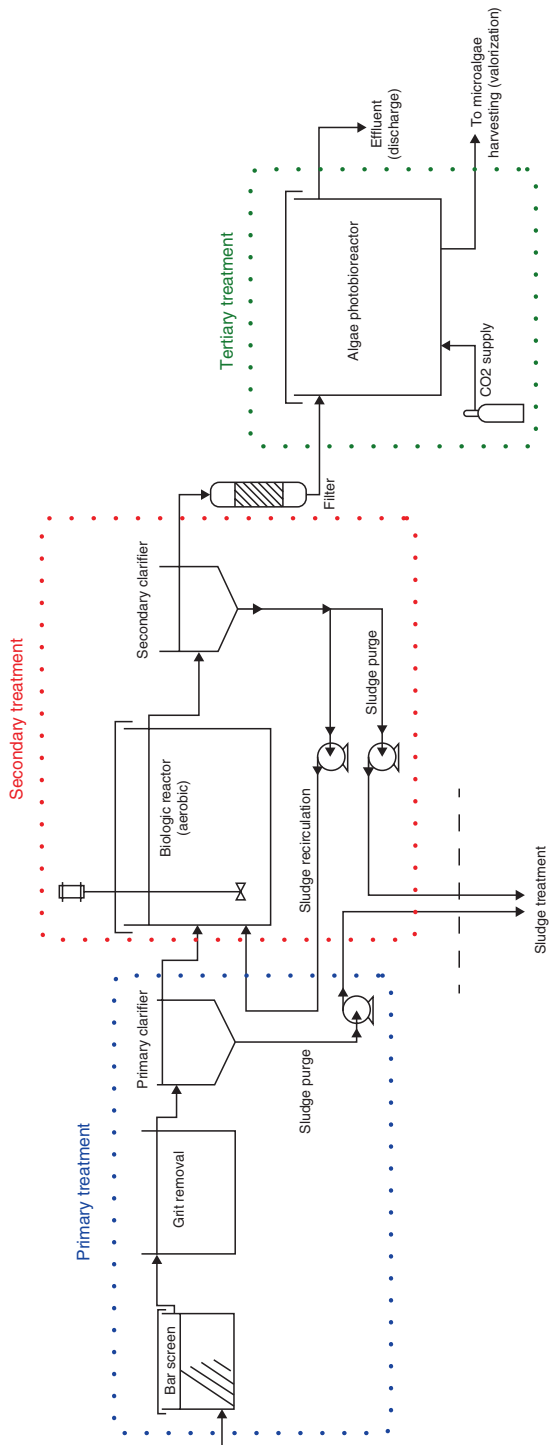 Primary treatment
Bar screen
Grit removal
Primary clarifier
Sludge purge
Secondary treatment
Biologic reactor
(aerobic)
Sludge recirculation
Secondary clarifier
Sludge purge
Sludge treatment
Filter
Tertiary treatment
Algae photobioreactor
CO2 supply
Effluent
(discharge)
To microalgae
harvesting (valorization)